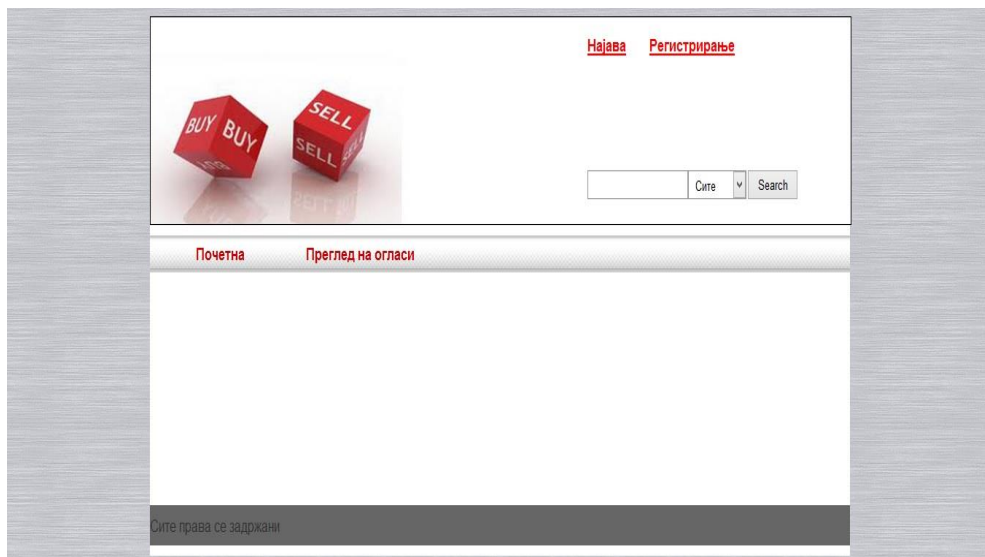 Најава Регистрирање
BUY BUY SELL
SELL
Сите Search
Почетна Преглед на огласи
Сите права се задржани